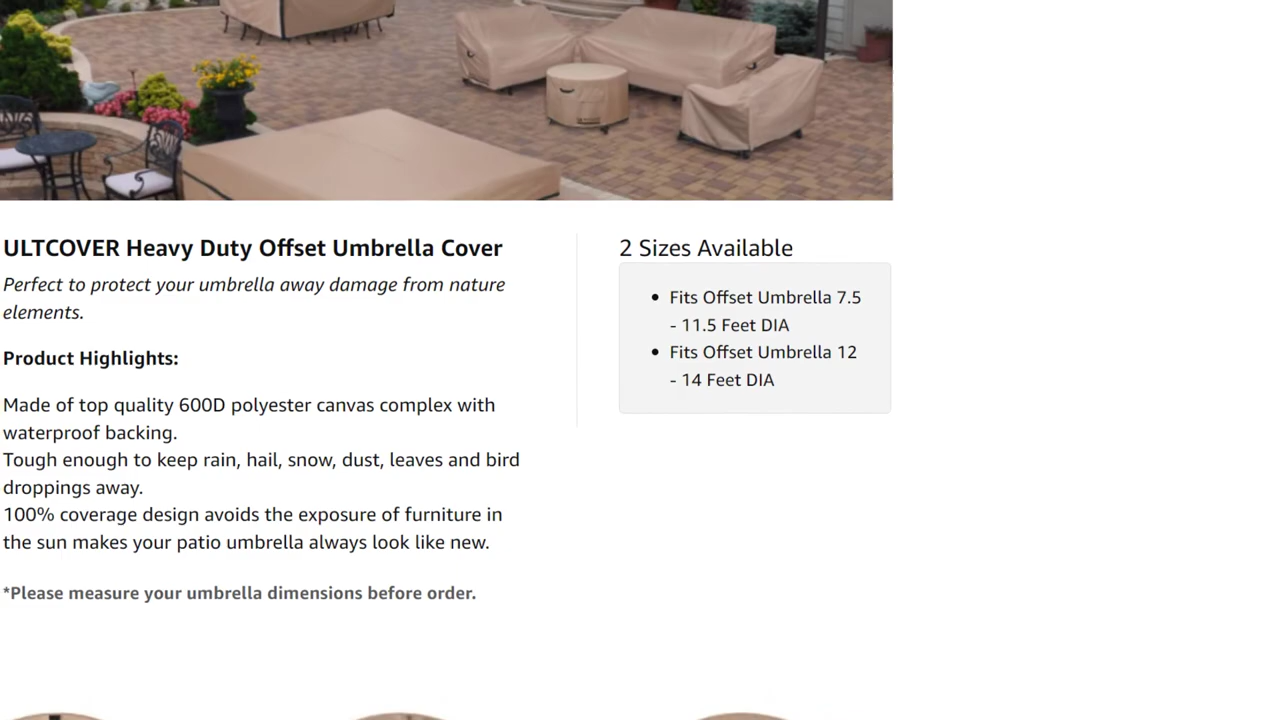 ULTCOVER Heavy Duty Offset Umbrella Cover
Perfect to protect your umbrella away damage from nature
elements.
Product Highlights:
Made of top quality 600D polyester canvas complex with
waterproof backing.
Tough enough to keep rain, hail, snow, dust, leaves and bird
droppings away.
100% coverage design avoids the exposure of furniture in
the sun makes your patio umbrella always look like new.
*Please measure your umbrella dimensions before order.
2 Sizes Available
• Fits Offset Umbrella 7.5
- 11.5 Feet DIA
• Fits Offset Umbrella 12
- 14 Feet DIA